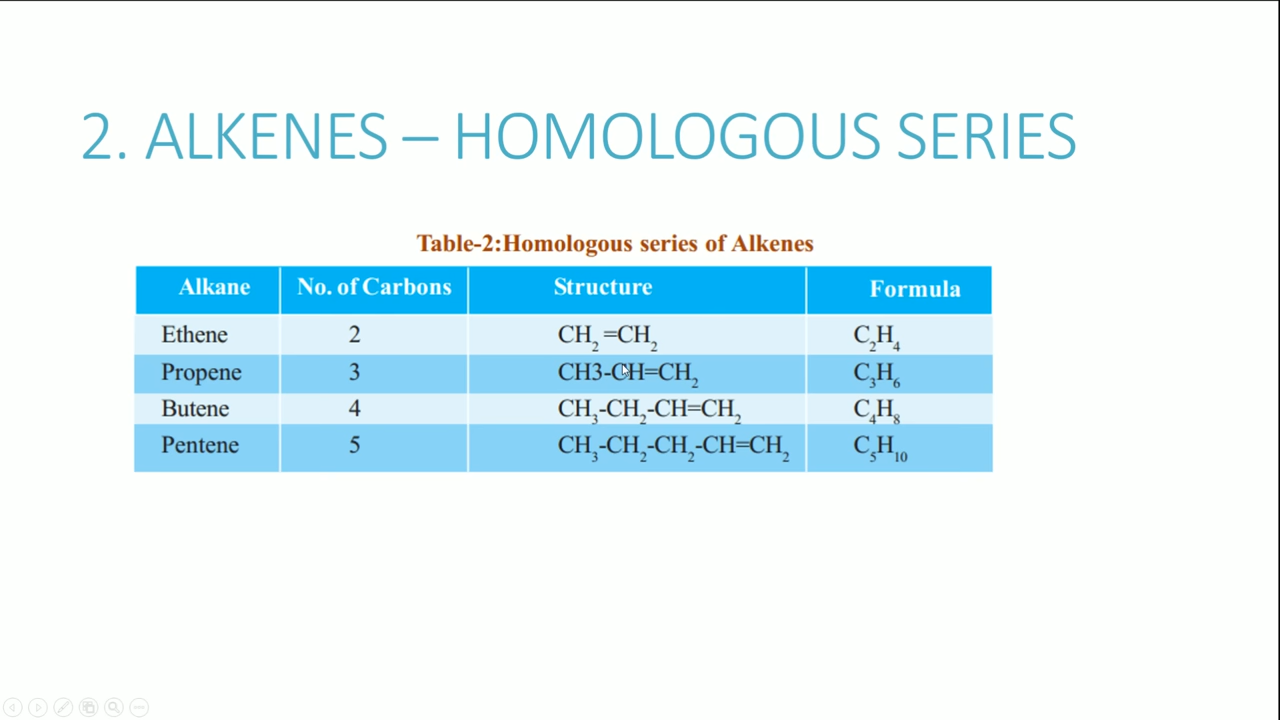 2. ALKENES – HOMOLOGOUS SERIES
Table-2:Homologous series of Alkenes
Alkane No. of Carbons Structure Formula
Ethene 2 CH₂ =CH₂ C₂H₄
Propene 3 CH3-CH=CH₂ C₃H₆
Butene 4 CH₃-CH₂-CH=CH₂ C₄H₈
Pentene 5 CH₃-CH₂-CH₂-CH=CH₂ C₅H₁₀